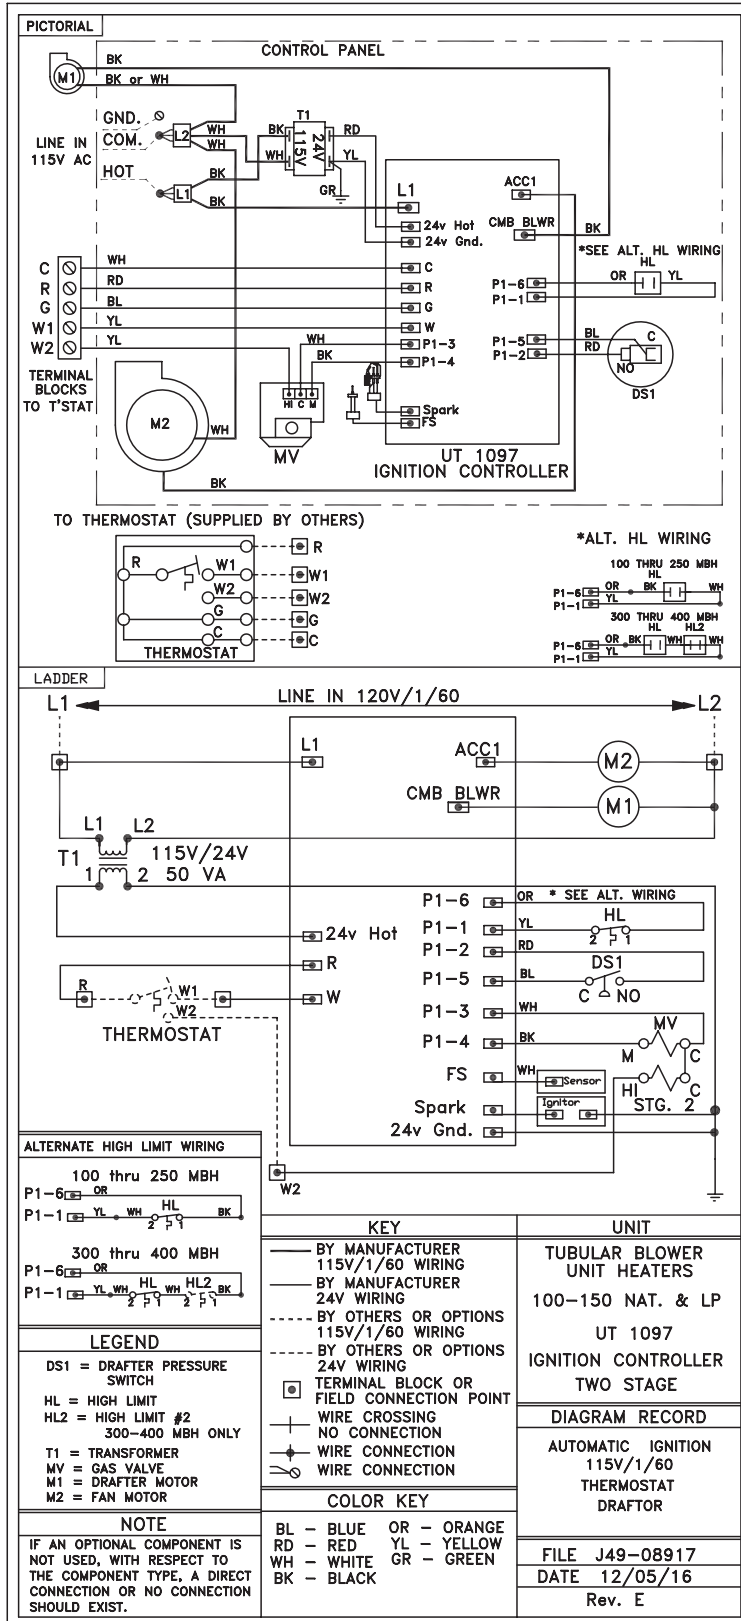 PICTORIAL
CONTROL PANEL
BK
M1
BK or WH
GND.
COM.
LINE IN
115V AC
HOT
L2
WH
WH
L1
BK
BK
T1
BK
WH
115V
24V
RD
YL
GR
L1
ACC1
24v Hot
24v Gnd.
CMB BLWR
BK
*SEE ALT. HL WIRING
HL
OR
YL
P1-6
P1-1
C
WH
C
R
RD
R
G
BL
G
W1
YL
W
W2
YL
WH
P1-3
BK
P1-4
P1-5
BL
C
P1-2
RD
NO
DS1
TERMINAL
BLOCKS
TO T'STAT
M2
WH
HI C M
MV
Spark
FS
BK
UT 1097
IGNITION CONTROLLER
TO THERMOSTAT (SUPPLIED BY OTHERS)
R
R
W1
W1
W2
W2
G
G
C
C
THERMOSTAT
*ALT. HL WIRING
100 THRU 250 MBH
HL
P1-6
OR
BK
WH
P1-1
YL
300 THRU 400 MBH
HL
HL2
P1-6
OR
BK
WH
WH
P1-1
YL
LADDER
L1
LINE IN 120V/1/60
L2
L1
ACC1
M2
CMB BLWR
M1
L1
L2
T1
115V/24V
1
2
50 VA
P1-6
OR
* SEE ALT. WIRING
P1-1
YL
HL
2
1
24v Hot
P1-2
RD
R
DS1
P1-5
BL
C
NO
R
W1
W
W2
THERMOSTAT
P1-3
WH
P1-4
BK
MV
M
C
FS
WH
Sensor
HI
C
STG. 2
Spark
Ignitor
24v Gnd.
W2
ALTERNATE HIGH LIMIT WIRING
100 thru 250 MBH
P1-6
OR
P1-1
YL
WH
HL
2
1
BK
300 thru 400 MBH
P1-6
OR
P1-1
YL
WH
HL
2
1
WH
HL2
2
1
BK
LEGEND
DS1 = DRAFTER PRESSURE
SWITCH
HL = HIGH LIMIT
HL2 = HIGH LIMIT #2
300-400 MBH ONLY
T1 = TRANSFORMER
MV = GAS VALVE
M1 = DRAFTER MOTOR
M2 = FAN MOTOR
NOTE
IF AN OPTIONAL COMPONENT IS
NOT USED, WITH RESPECT TO
THE COMPONENT TYPE, A DIRECT
CONNECTION OR NO CONNECTION
SHOULD EXIST.
KEY
BY MANUFACTURER
115V/1/60 WIRING
BY MANUFACTURER
24V WIRING
BY OTHERS OR OPTIONS
115V/1/60 WIRING
BY OTHERS OR OPTIONS
24V WIRING
TERMINAL BLOCK OR
FIELD CONNECTION POINT
WIRE CROSSING
NO CONNECTION
WIRE CONNECTION
WIRE CONNECTION
COLOR KEY
BL - BLUE OR - ORANGE
RD - RED YL - YELLOW
WH - WHITE GR - GREEN
BK - BLACK
UNIT
TUBULAR BLOWER
UNIT HEATERS
100-150 NAT. & LP
UT 1097
IGNITION CONTROLLER
TWO STAGE
DIAGRAM RECORD
AUTOMATIC IGNITION
115V/1/60
THERMOSTAT
DRAFTOR
FILE J49-08917
DATE 12/05/16
Rev. E